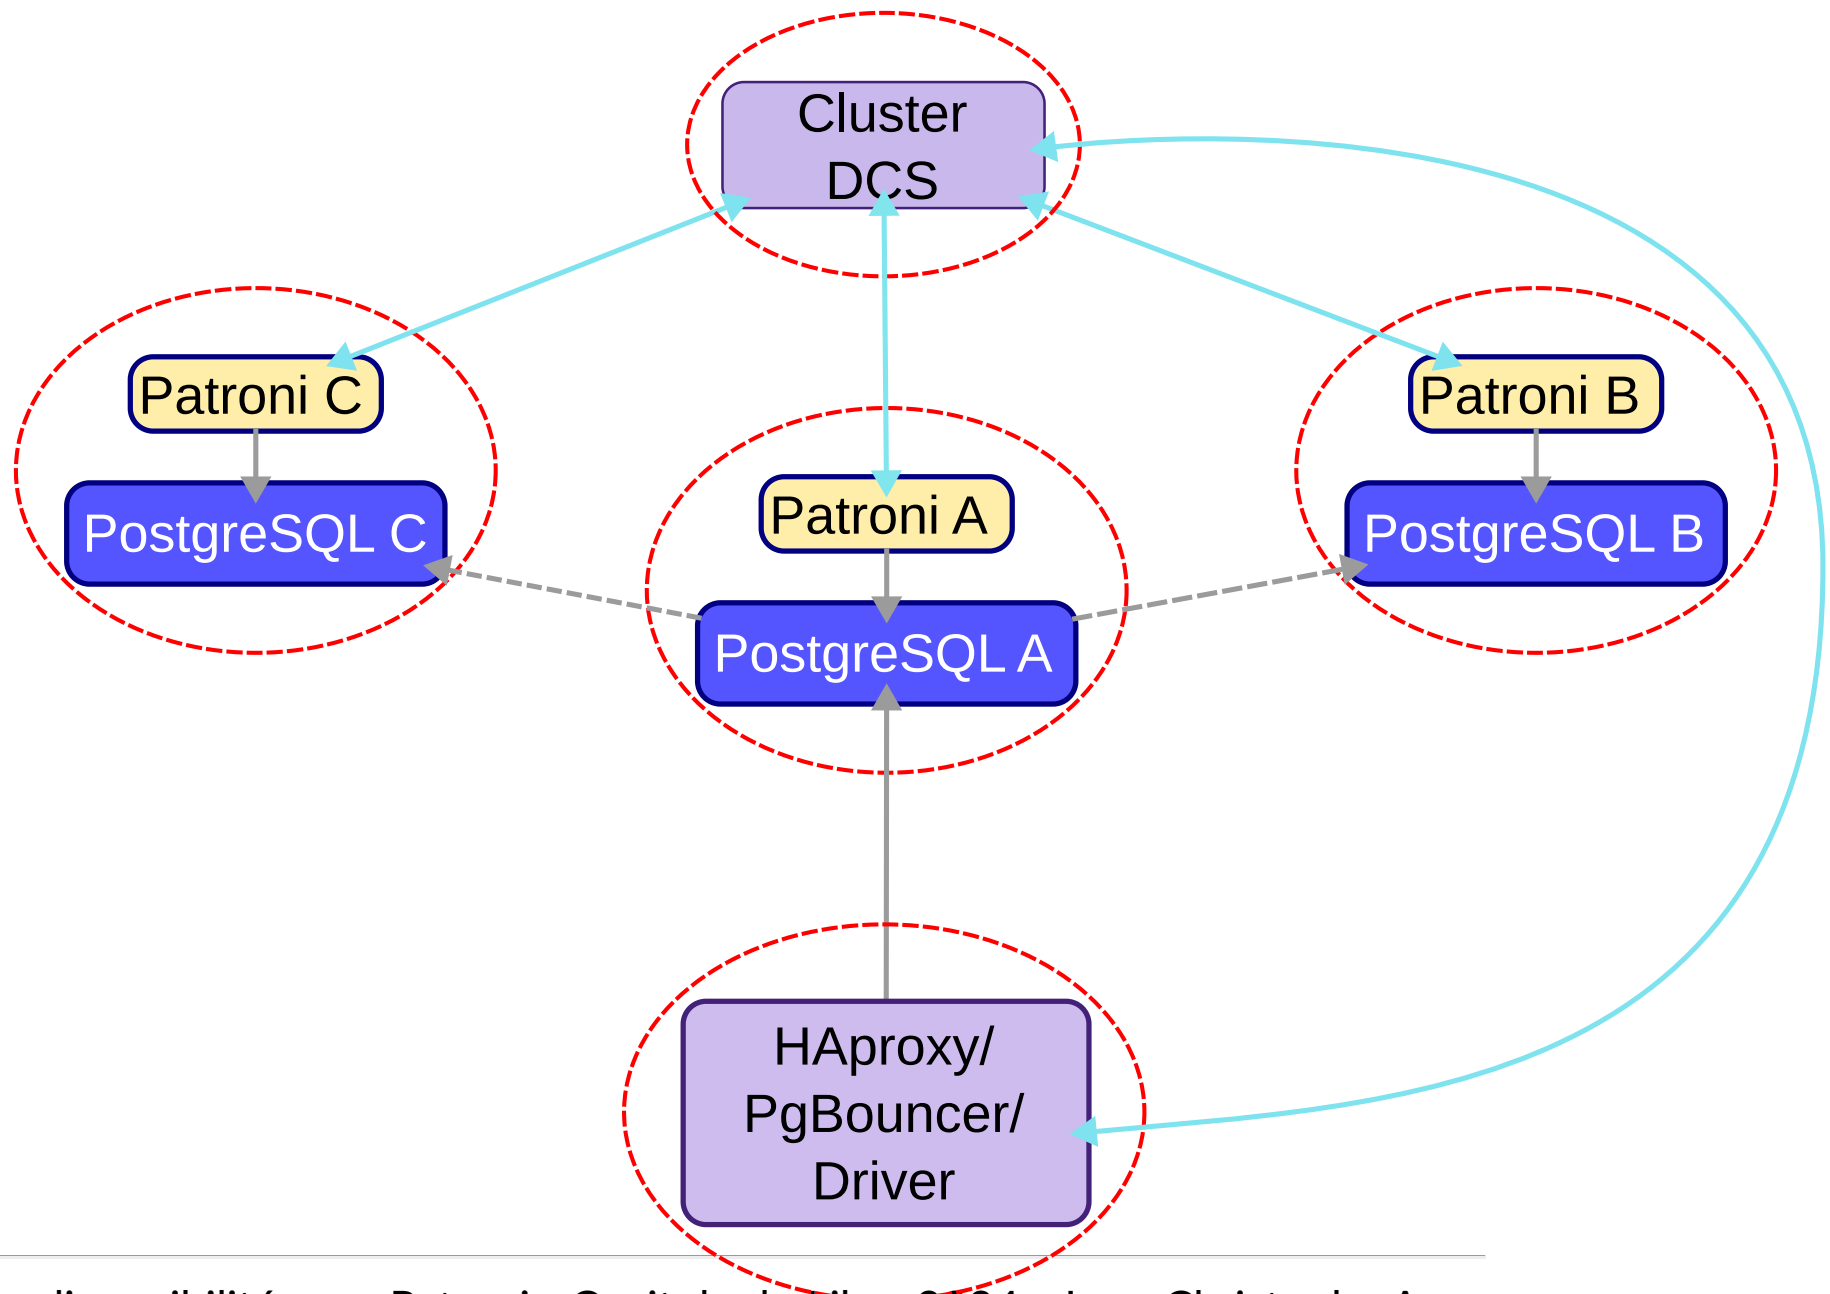 Cluster
DCS
Patroni C
Patroni B
PostgreSQL C
Patroni A
PostgreSQL B
PostgreSQL A
HAproxy/
PgBouncer/
Driver